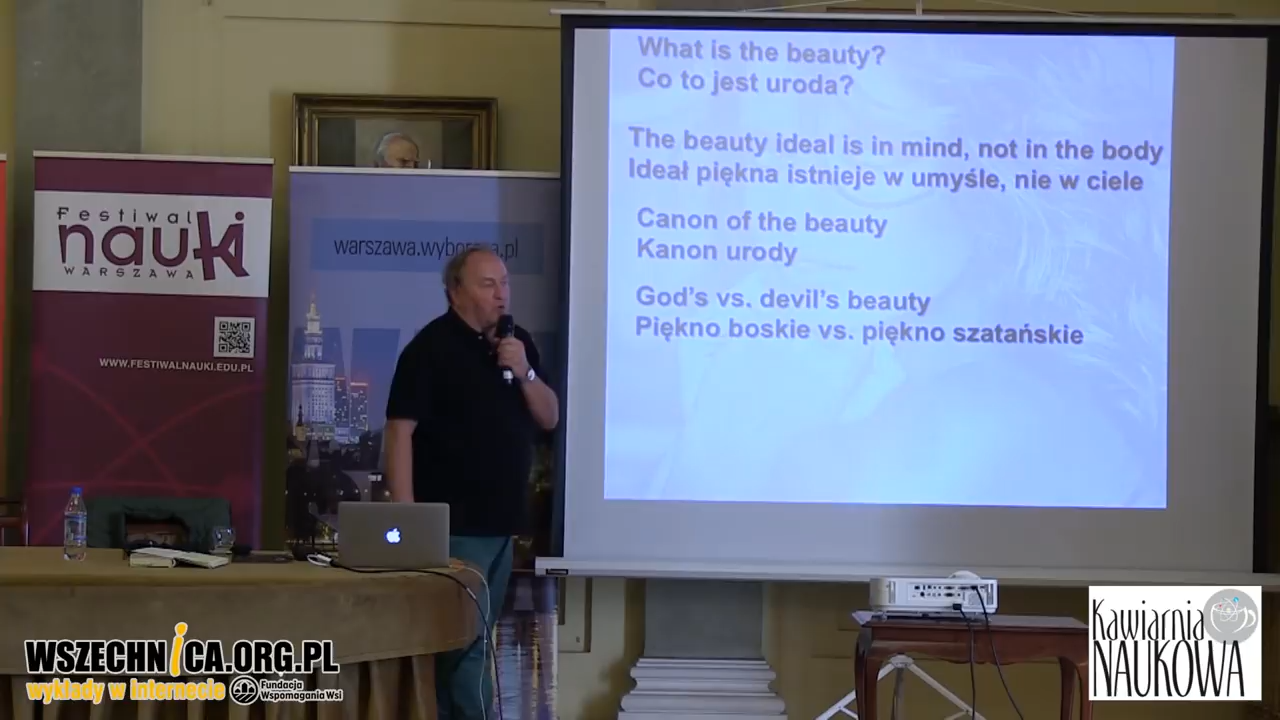 What is the beauty?
Co to jest uroda?
The beauty ideal is in mind, not in the body
Ideał piękna istnieje w umyśle, nie w ciele
Canon of the beauty
Kanon urody
God's vs. devil's beauty
Piękno boskie vs. piękno szatańskie
Festiwal
nauki
WARSZAWA
WWW.FESTIWALNAUKI.EDU.PL
warszawa.wyborcza.pl
WSZECHNICA.ORG.PL
wykłady w Internecie
Fundacja
Wspomagania Wsi
Kawiarnia
NAUKOWA